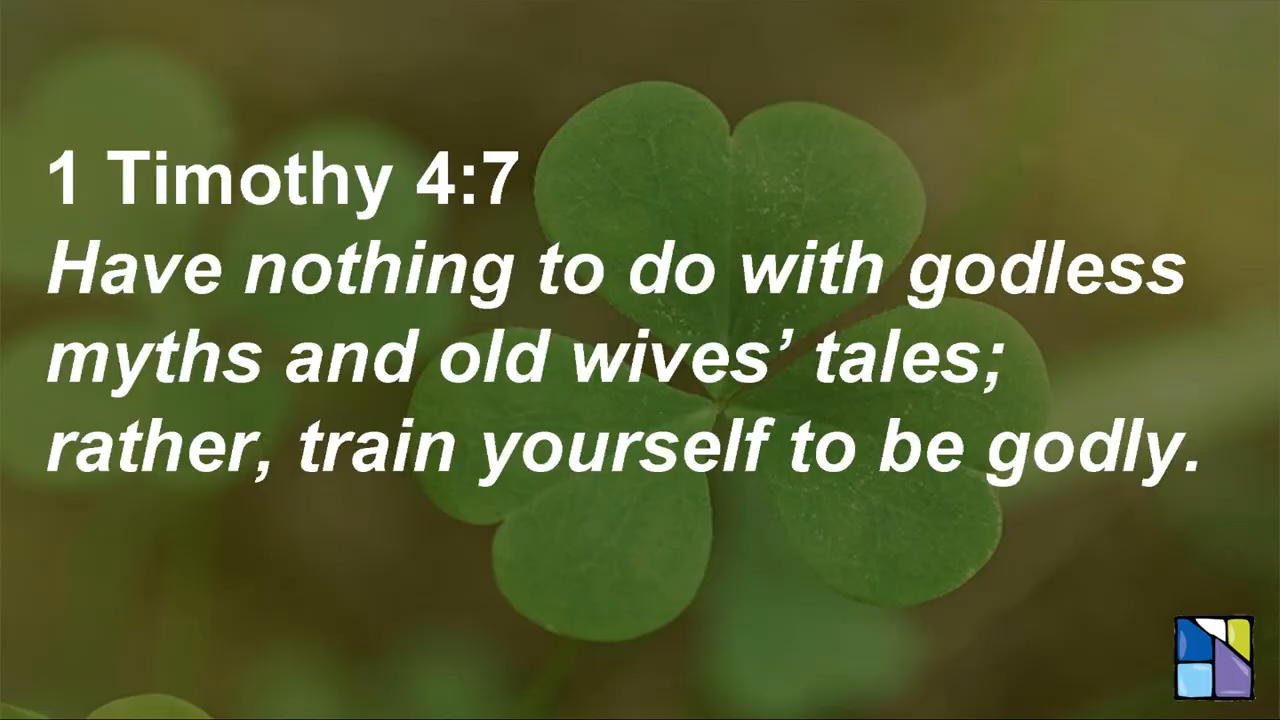 1 Timothy 4:7
Have nothing to do with godless
myths and old wives’ tales;
rather, train yourself to be godly.